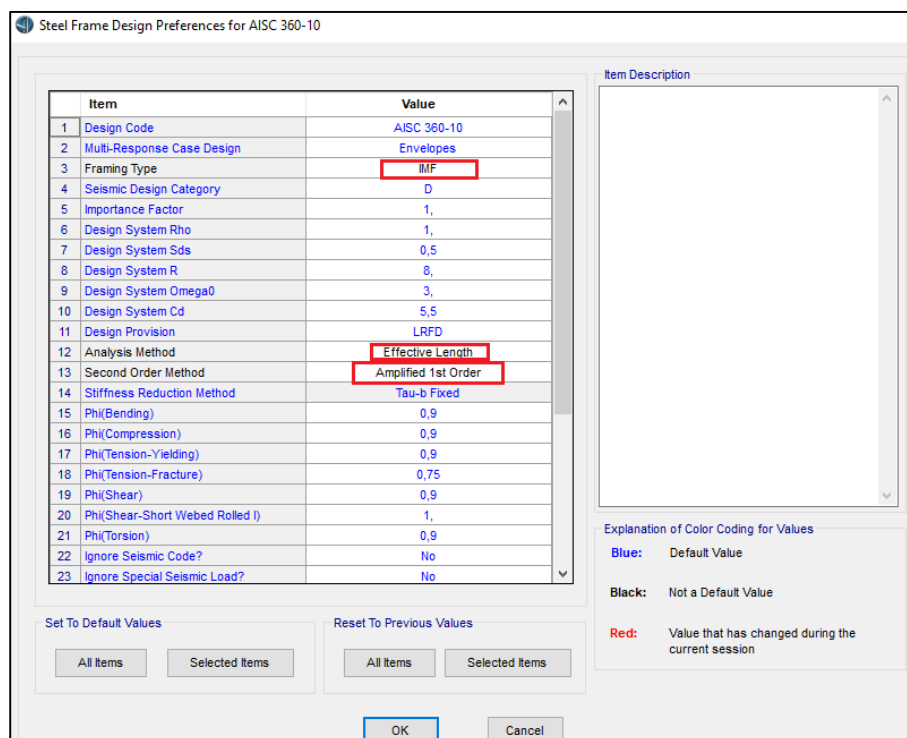 Steel Frame Design Preferences for AISC 360-10
Item Value
1 Design Code AISC 360-10
2 Multi-Response Case Design Envelopes
3 Framing Type IMF
4 Seismic Design Category D
5 Importance Factor 1,
6 Design System Rho 1,
7 Design System Sds 0,5
8 Design System R 8,
9 Design System Omega0 3,
10 Design System Cd 5,5
11 Design Provision LRFD
12 Analysis Method Effective Length
13 Second Order Method Amplified 1st Order
14 Stiffness Reduction Method Tau-b Fixed
15 Phi(Bending) 0,9
16 Phi(Compression) 0,9
17 Phi(Tension-Yielding) 0,9
18 Phi(Tension-Fracture) 0,75
19 Phi(Shear) 0,9
20 Phi(Shear-Short Webed Rolled I) 1,
21 Phi(Torsion) 0,9
22 Ignore Seismic Code? No
23 Ignore Special Seismic Load? No
Item Description
Explanation of Color Coding for Values
Blue: Default Value
Black: Not a Default Value
Red: Value that has changed during the
current session
Set To Default Values
All Items Selected Items
Reset To Previous Values
All Items Selected Items
OK Cancel